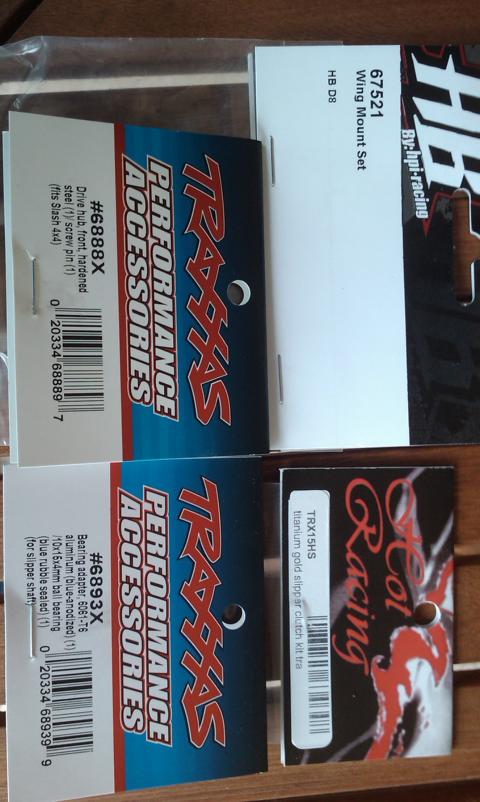 HB
By:hpi-racing
67521
Wing Mount Set
HB D8
TRAXXAS
PERFORMANCE
ACCESSORIES
#6888X
Drive hub, front, hardened
steel (1)/ screw pin (1)
(fits Slash 4x4)
0 20334 68889 7
Hot
Racing
TRX15HS
titanium gold slipper clutch kit tra
TRAXXAS
PERFORMANCE
ACCESSORIES
#6893X
Bearing adapter, 6061-T6
aluminum (blue-anodized) (1)
/10x15x4mm ball bearing
(blue rubble sealed) (1)
(for slipper shaft)
0 20334 68939 9